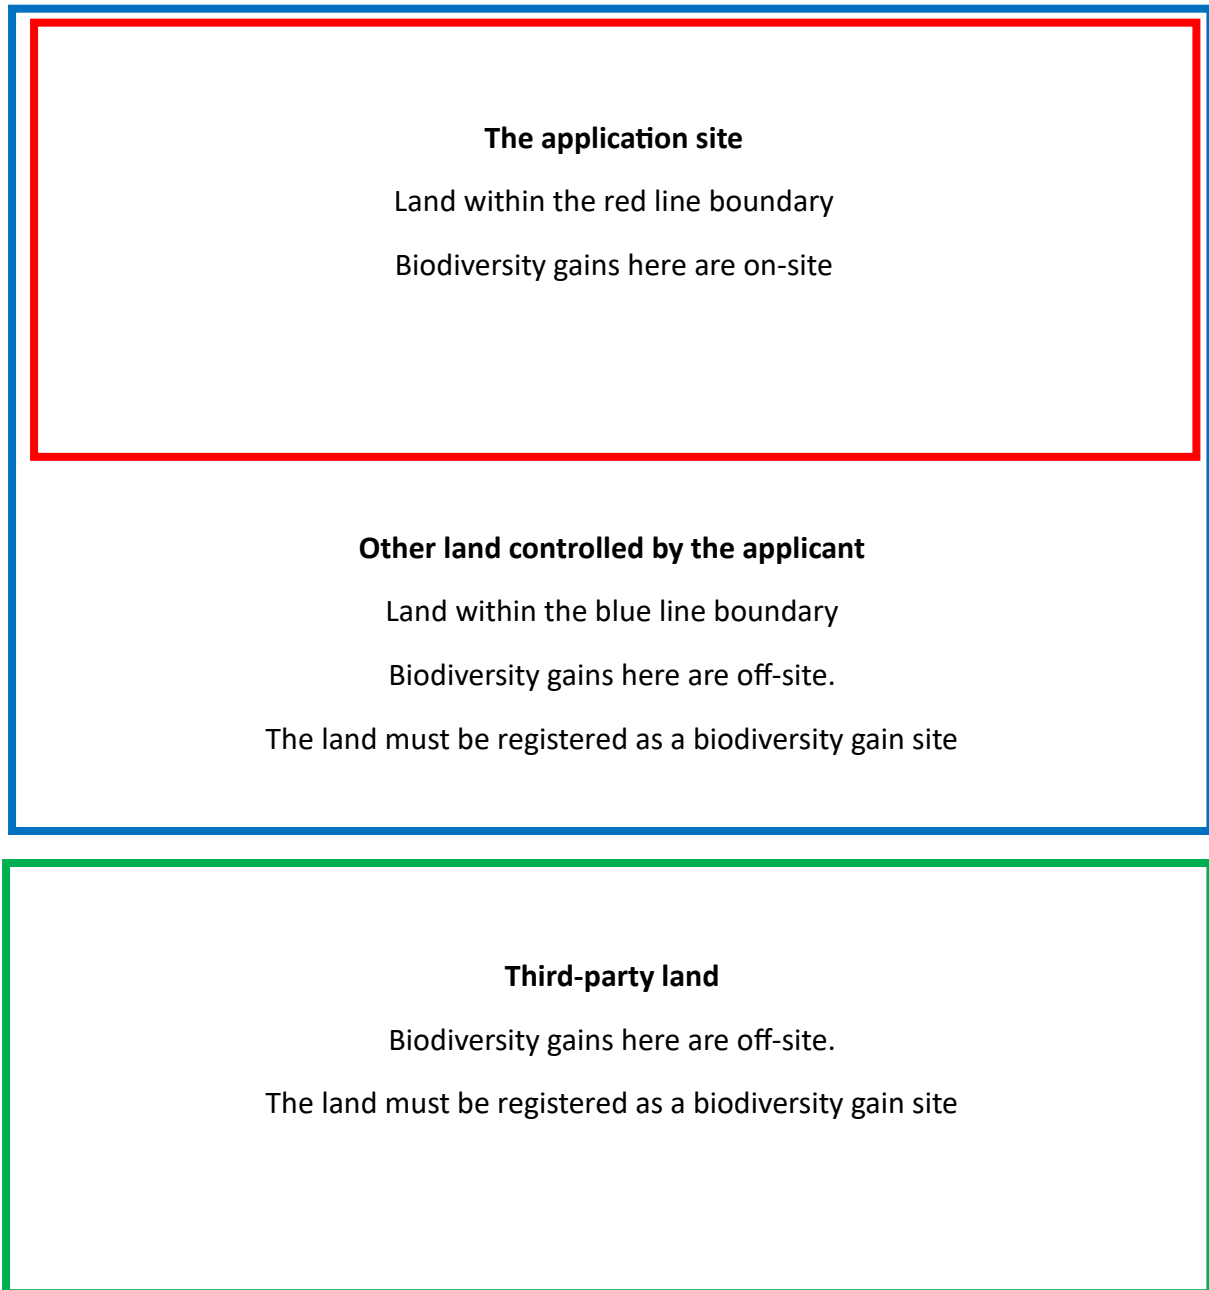 The application site
Land within the red line boundary
Biodiversity gains here are on-site
Other land controlled by the applicant
Land within the blue line boundary
Biodiversity gains here are off-site.
The land must be registered as a biodiversity gain site
Third-party land
Biodiversity gains here are off-site.
The land must be registered as a biodiversity gain site